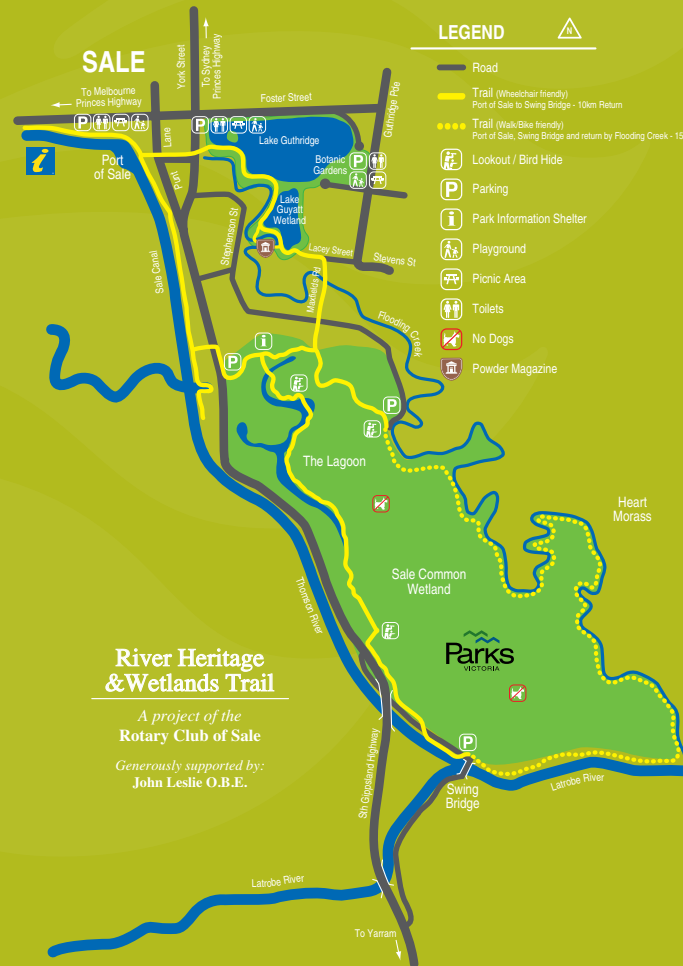 SALE
To Melbourne
Princes Highway
York Street
To Sydney
Princes Highway
Foster Street
Guthridge Pde
P
P
Lake Guthridge
Botanic
Gardens
P
i
Port
of Sale
Punt
Lane
Lake
Guyatt
Wetland
Stephenson St
Lacey Street
Stevens St
Sale Canal
Maxfields Rd
Flooding Creek
i
P
P
The Lagoon
Heart
Morass
Sale Common
Wetland
Parks
VICTORIA
Thomson River
River Heritage
&Wetlands Trail
A project of the
Rotary Club of Sale
Generously supported by:
John Leslie O.B.E.
P
Swing
Bridge
Latrobe River
Sth Gippsland Highway
Latrobe River
To Yarram
LEGEND
N
Road
Trail (Wheelchair friendly)
Port of Sale to Swing Bridge - 10km Return
Trail (Walk/Bike friendly)
Port of Sale, Swing Bridge and return by Flooding Creek - 15
Lookout / Bird Hide
P Parking
i Park Information Shelter
Playground
Picnic Area
Toilets
No Dogs
Powder Magazine